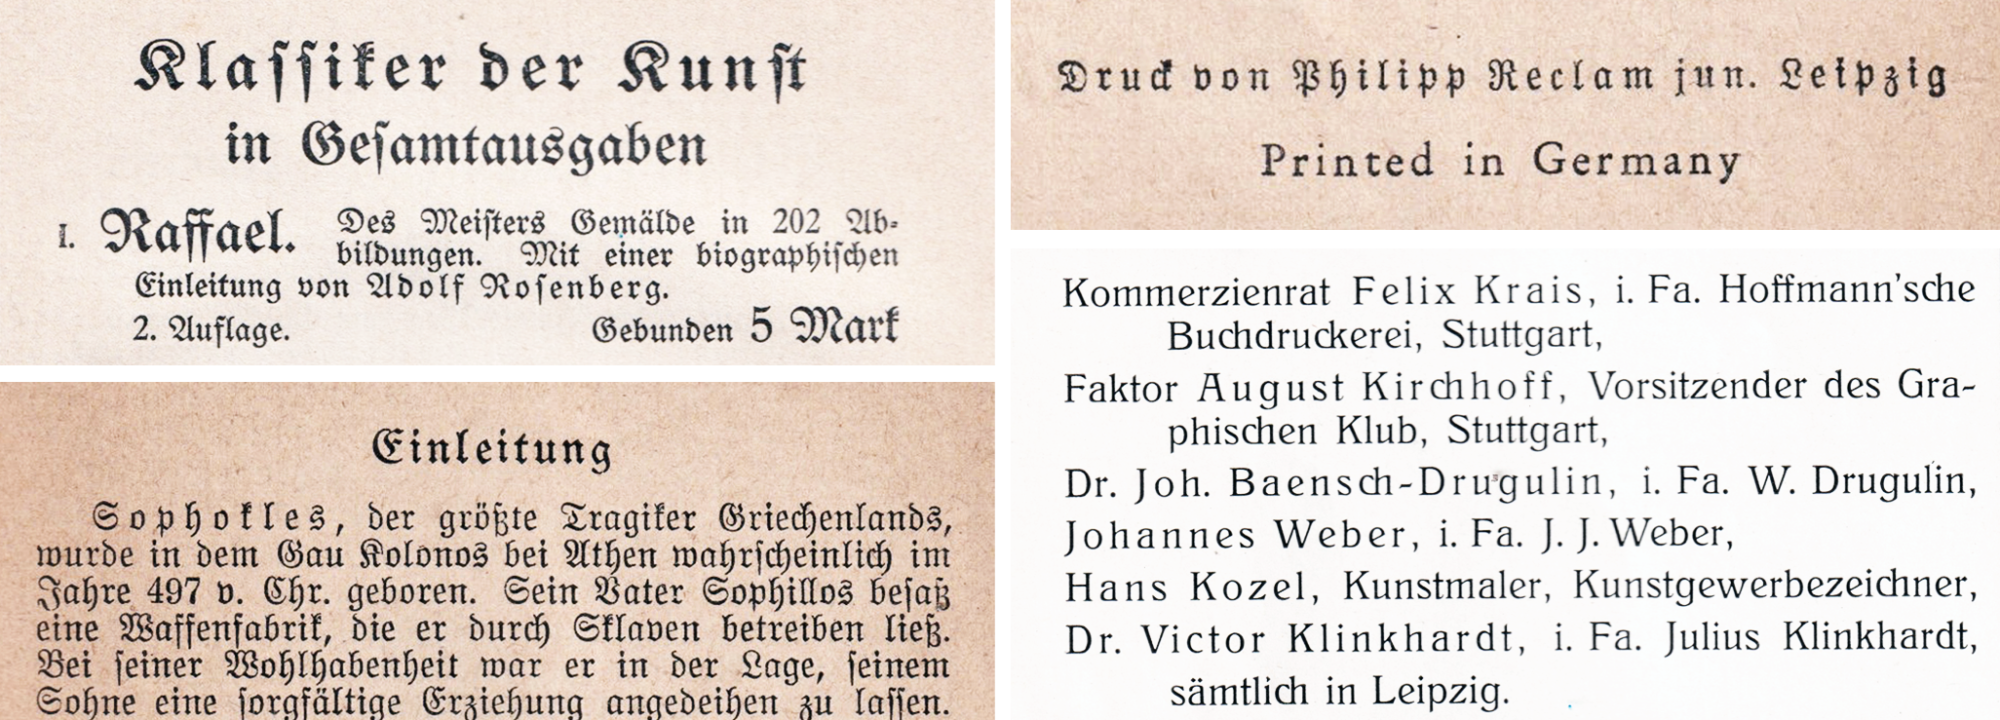 Klaſſiker der Kunſt
in Geſamtausgaben
I. Raffael. Des Meiſters Gemälde in 202 Ab-
bildungen. Mit einer biographiſchen
Einleitung von Adolf Roſenberg.
2. Auflage. Gebunden 5 Mark
Einleitung
Sophokles, der größte Tragiker Griechenlands,
wurde in dem Gau Kolonos bei Athen wahrſcheinlich im
Jahre 497 v. Chr. geboren. Sein Vater Sophillos beſaß
eine Waffenfabrik, die er durch Sklaven betreiben ließ.
Bei ſeiner Wohlhabenheit war er in der Lage, ſeinem
Sohne eine ſorgfältige Erziehung angedeihen zu laſſen.
Druck von Philipp Reclam jun. Leipzig
Printed in Germany
Kommerzienrat Felix Krais, i. Fa. Hoffmann'sche
Buchdruckerei, Stuttgart,
Faktor August Kirchhoff, Vorsitzender des Gra-
phischen Klub, Stuttgart,
Dr. Joh. Baensch-Drugulin, i. Fa. W. Drugulin,
Johannes Weber, i. Fa. J. J. Weber,
Hans Kozel, Kunstmaler, Kunstgewerbezeichner,
Dr. Victor Klinkhardt, i. Fa. Julius Klinkhardt,
sämtlich in Leipzig.